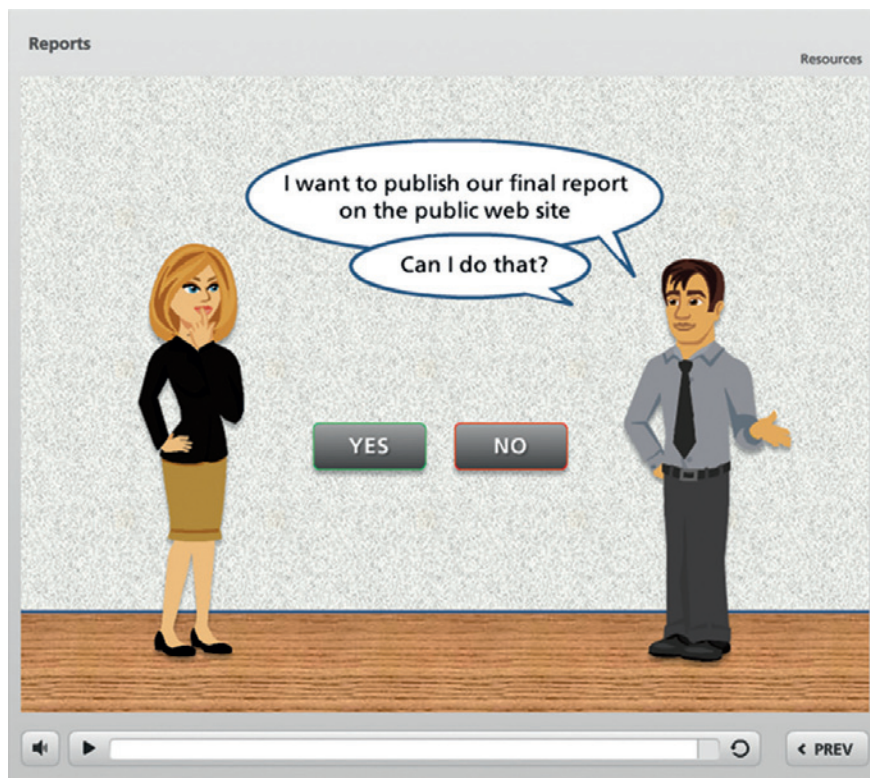 Reports
Resources
I want to publish our final report
on the public web site
Can I do that?
YES
NO
PREV